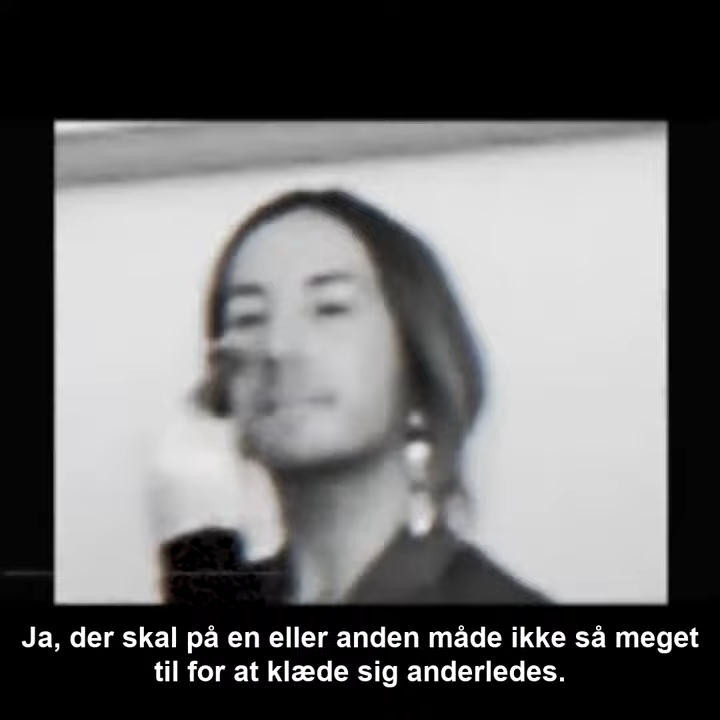 Ja, der skal på en eller anden måde ikke så meget
til for at klæde sig anderledes.